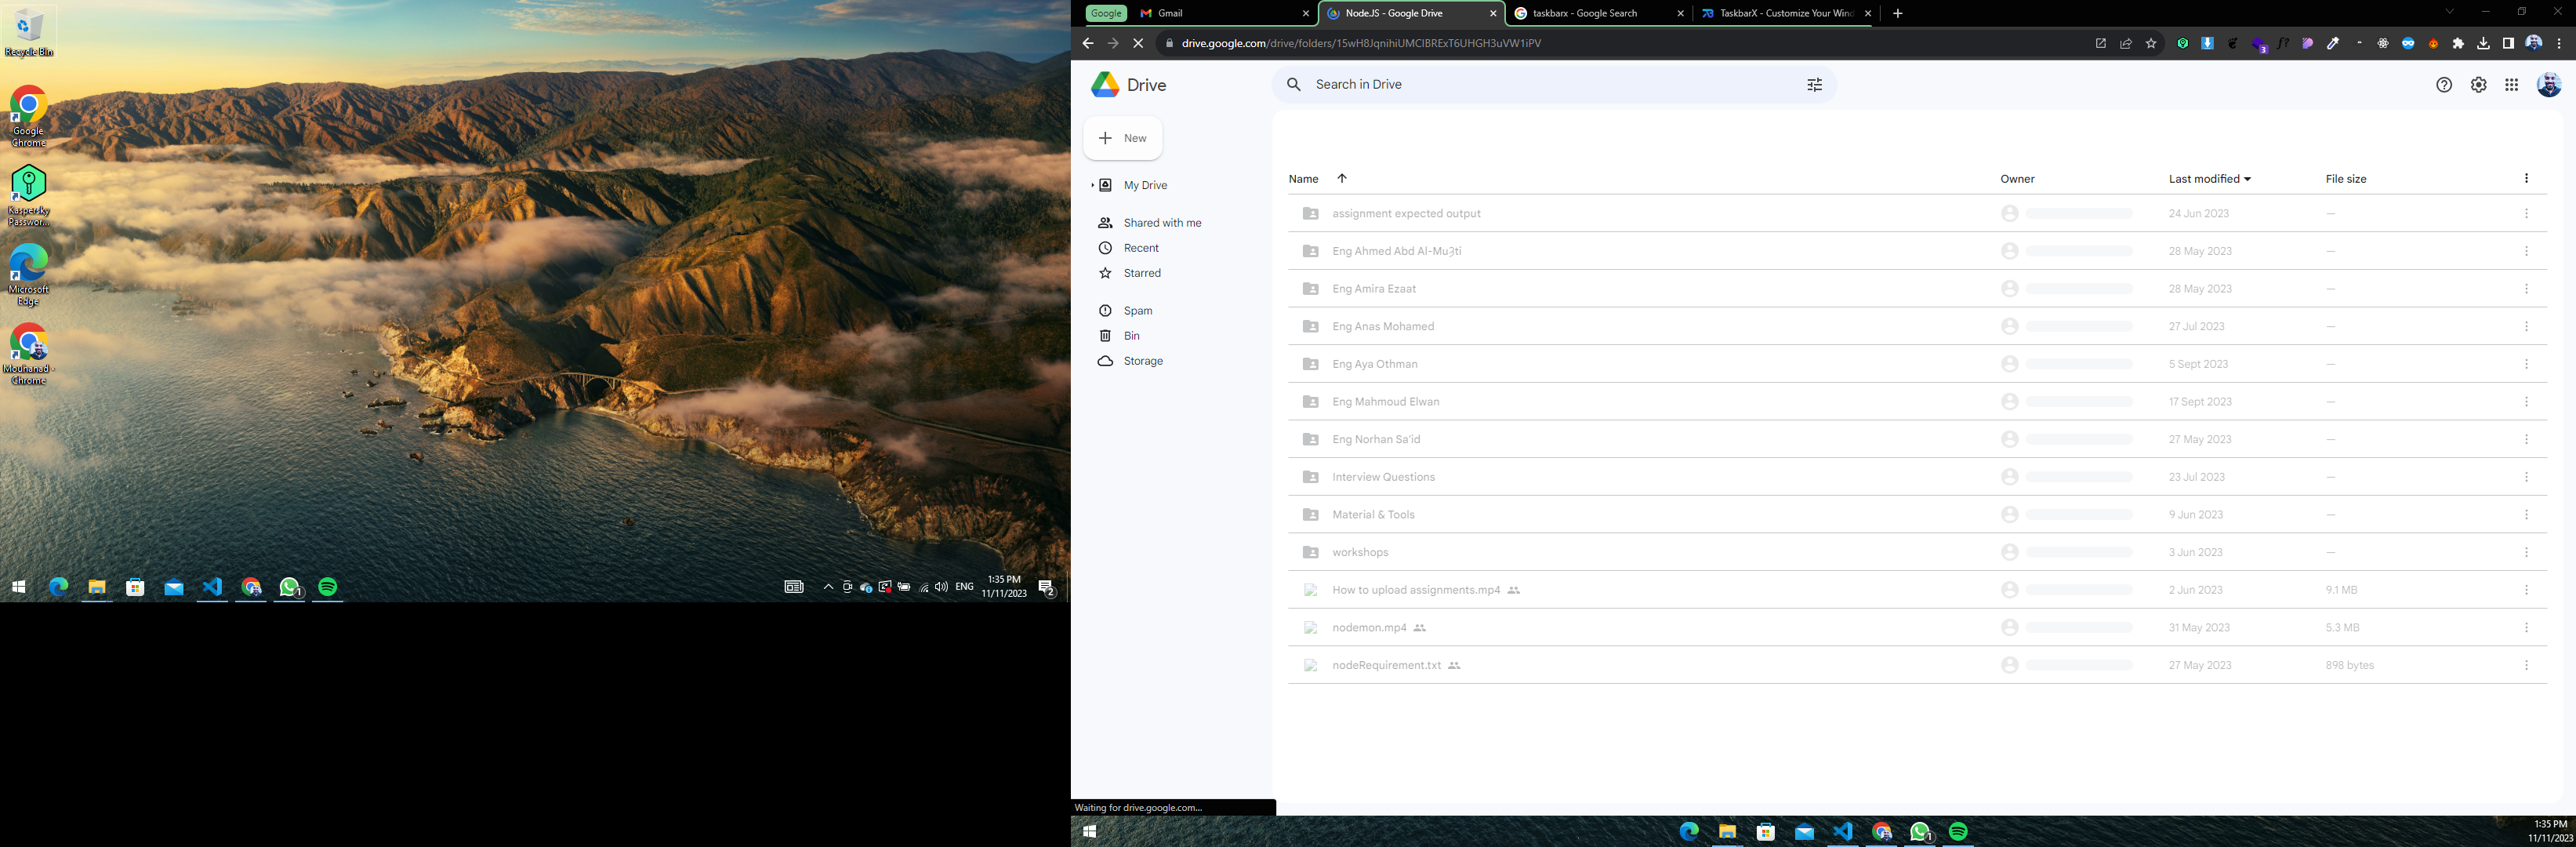 Recycle Bin
Google
Chrome
Kaspersky
Passwor...
Microsoft
Edge
Mouhanad -
Chrome
1
ENG
1:35 PM
11/11/2023
2
Google
Gmail
NodeJS - Google Drive
taskbarx - Google Search
TaskbarX - Customize Your Wind
drive.google.com/drive/folders/15wH8JqnihiUMCIBRExT6UHGH3uVW1iPV
f?
3
Drive
Search in Drive
New
My Drive
Shared with me
Recent
Starred
Spam
Bin
Storage
Name Owner Last modified File size
assignment expected output 24 Jun 2023 —
Eng Ahmed Abd Al-Muȝti 28 May 2023 —
Eng Amira Ezaat 28 May 2023 —
Eng Anas Mohamed 27 Jul 2023 —
Eng Aya Othman 5 Sept 2023 —
Eng Mahmoud Elwan 17 Sept 2023 —
Eng Norhan Sa'id 27 May 2023 —
Interview Questions 23 Jul 2023 —
Material & Tools 9 Jun 2023 —
workshops 3 Jun 2023 —
How to upload assignments.mp4 2 Jun 2023 9.1 MB
nodemon.mp4 31 May 2023 5.3 MB
nodeRequirement.txt 27 May 2023 898 bytes
Waiting for drive.google.com...
1
1:35 PM
11/11/2023